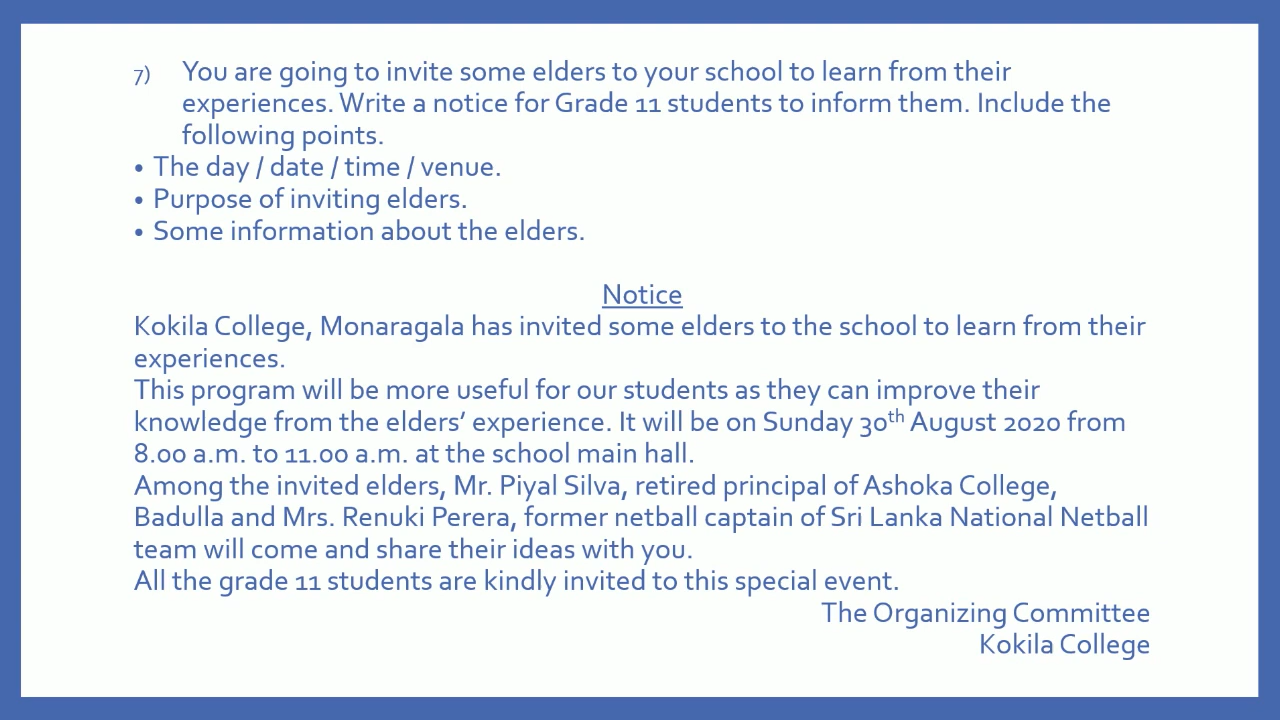 7) You are going to invite some elders to your school to learn from their
experiences. Write a notice for Grade 11 students to inform them. Include the
following points.
• The day / date / time / venue.
• Purpose of inviting elders.
• Some information about the elders.
Notice
Kokila College, Monaragala has invited some elders to the school to learn from their
experiences.
This program will be more useful for our students as they can improve their
knowledge from the elders’ experience. It will be on Sunday 30th August 2020 from
8.00 a.m. to 11.00 a.m. at the school main hall.
Among the invited elders, Mr. Piyal Silva, retired principal of Ashoka College,
Badulla and Mrs. Renuki Perera, former netball captain of Sri Lanka National Netball
team will come and share their ideas with you.
All the grade 11 students are kindly invited to this special event.
The Organizing Committee
Kokila College